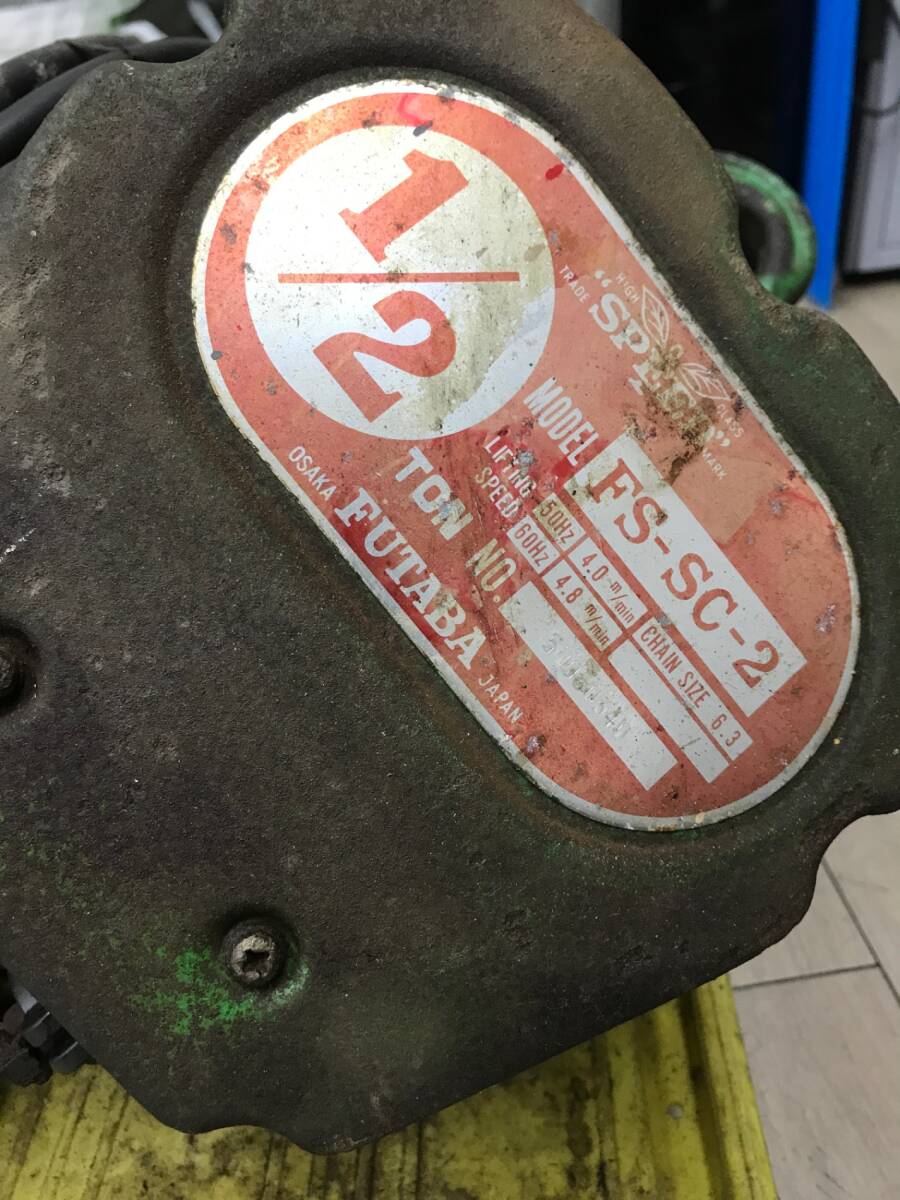 1/2
TON
HIGH CLASS
TRADE MARK
MODEL FS-SC-2
LIFTING SPEED
50Hz 4.0 m/min
60Hz 4.8 m/min
CHAIN SIZE 6.3
NO.
OSAKA FUTABA JAPAN